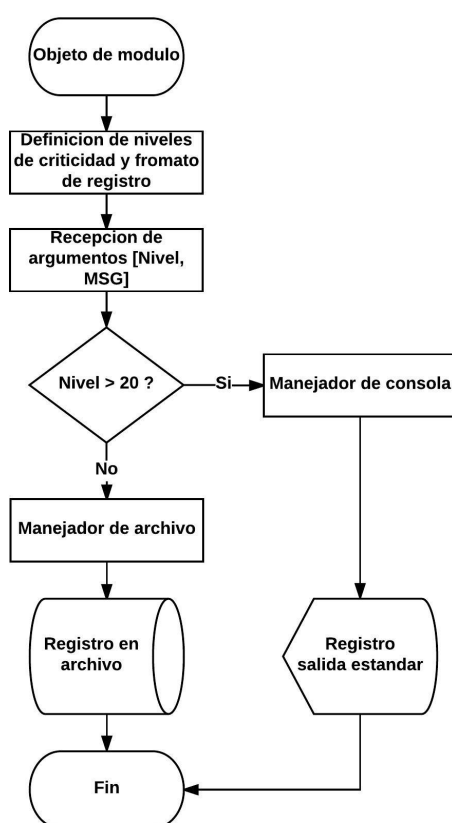 Objeto de modulo
Definicion de niveles
de criticidad y fromato
de registro
Recepcion de
argumentos [Nivel,
MSG]
Nivel > 20 ?
Si
Manejador de consola
No
Manejador de archivo
Registro en
archivo
Registro
salida estandar
Fin